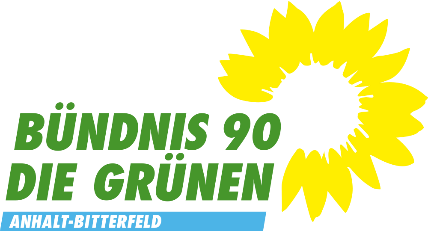 BÜNDNIS 90
DIE GRÜNEN
ANHALT-BITTERFELD